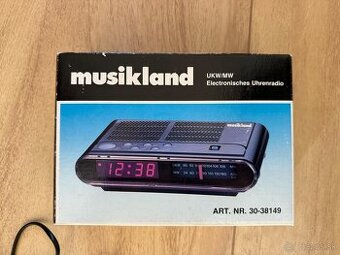 musikland
UKW/MW
Electronisches Uhrenradio
musikland
12:38
ART. NR. 30-38149